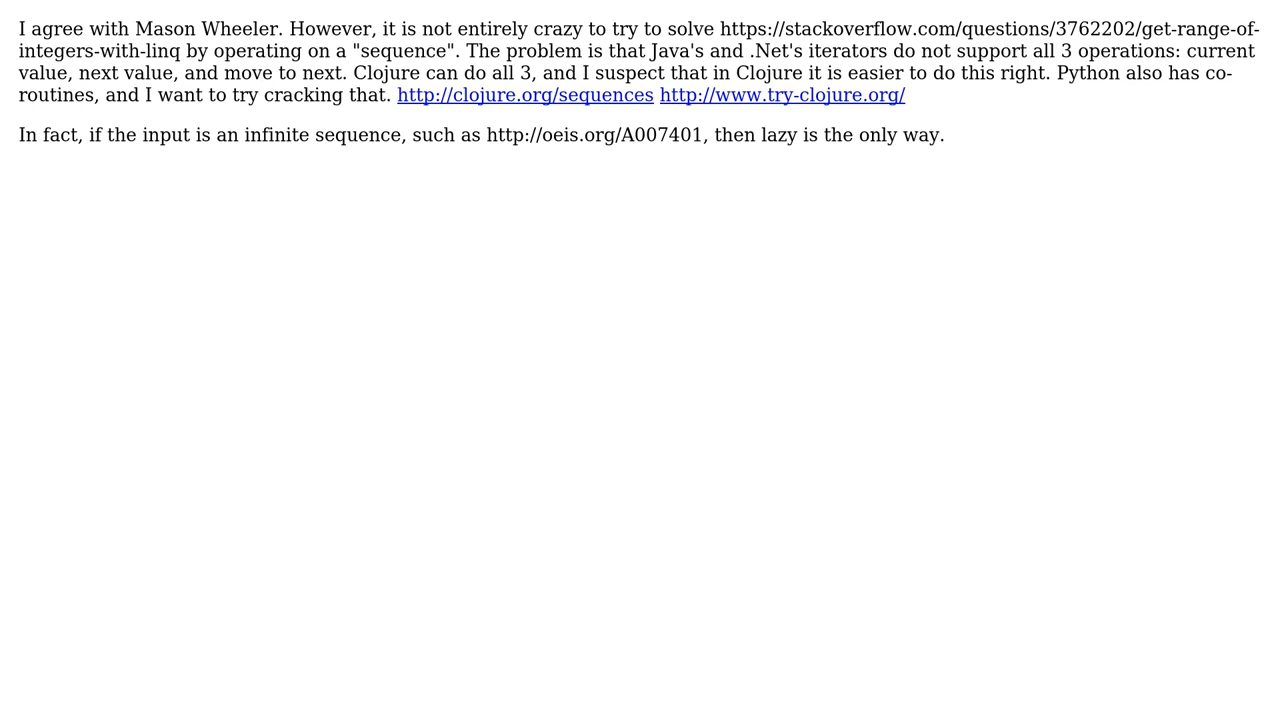 I agree with Mason Wheeler. However, it is not entirely crazy to try to solve https://stackoverflow.com/questions/3762202/get-range-of-
integers-with-linq by operating on a "sequence". The problem is that Java's and .Net's iterators do not support all 3 operations: current
value, next value, and move to next. Clojure can do all 3, and I suspect that in Clojure it is easier to do this right. Python also has co-
routines, and I want to try cracking that. http://clojure.org/sequences http://www.try-clojure.org/
In fact, if the input is an infinite sequence, such as http://oeis.org/A007401, then lazy is the only way.